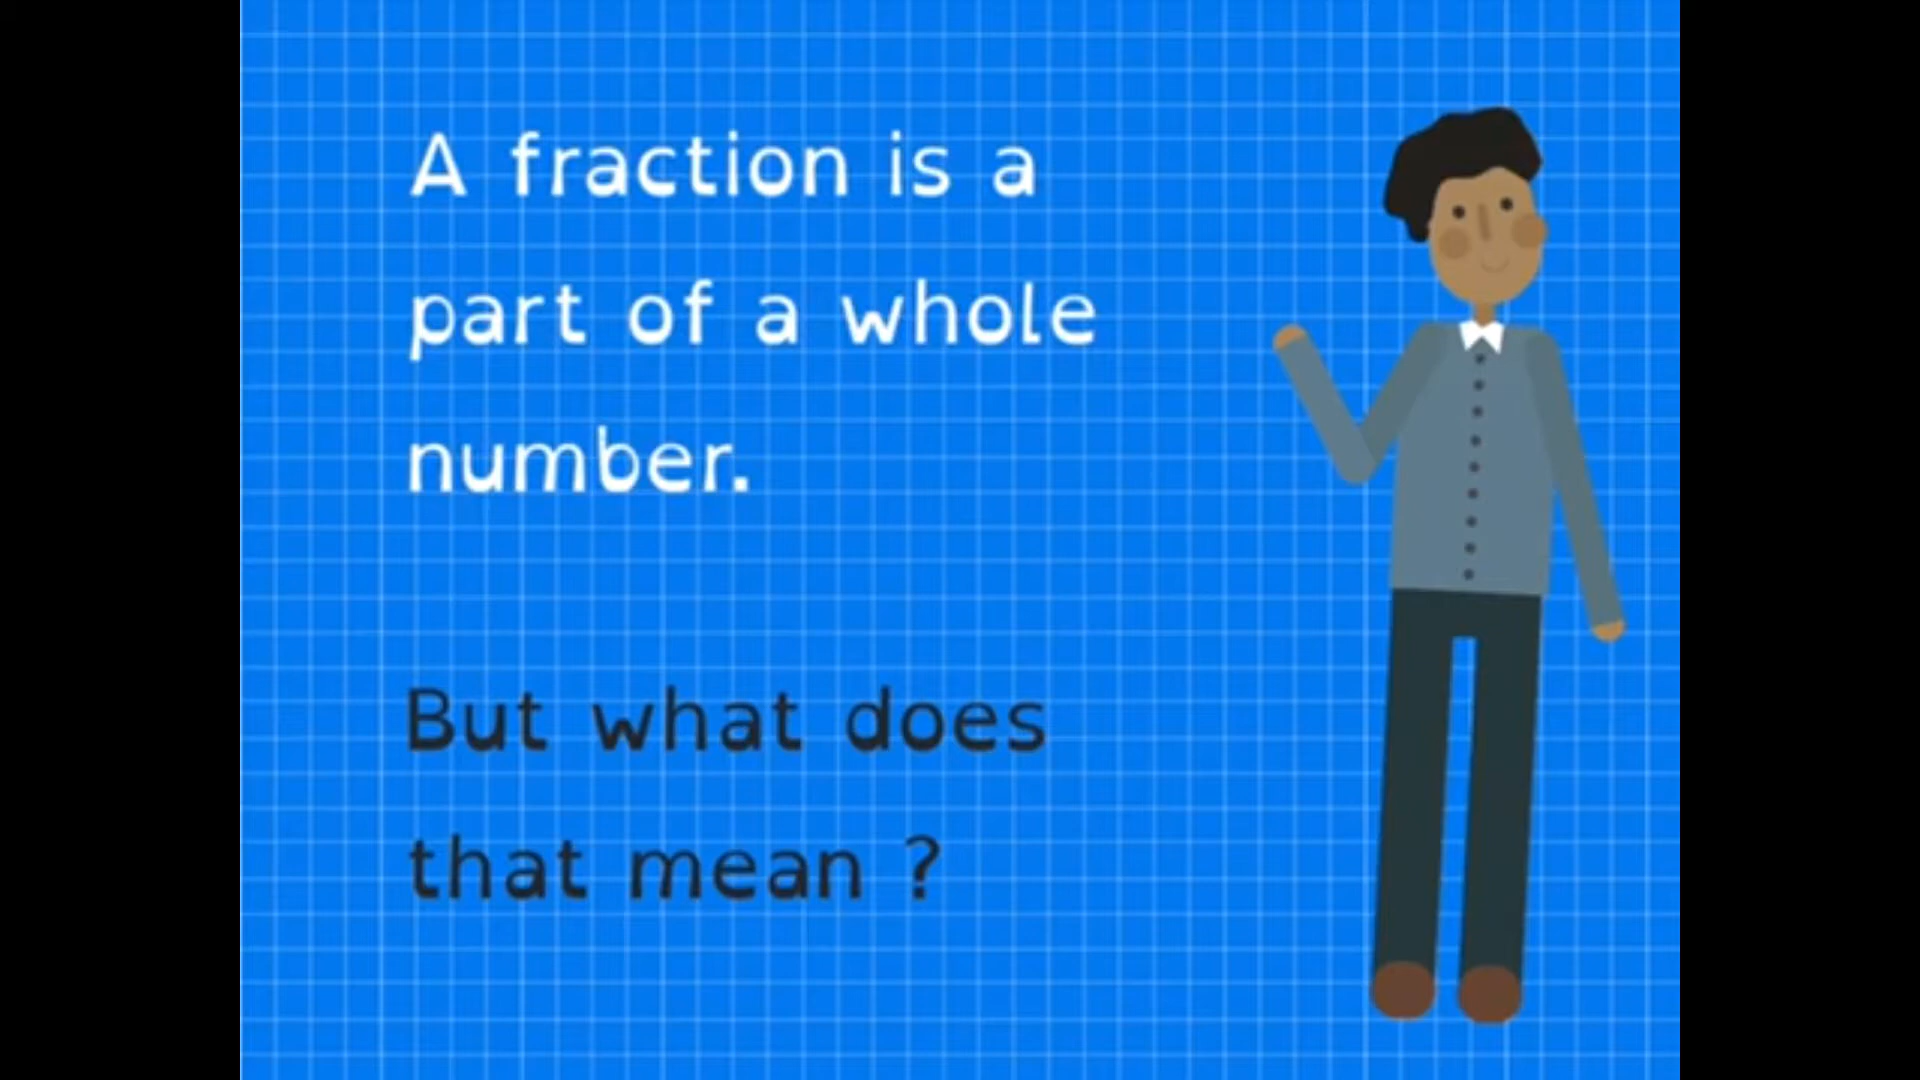 A fraction is a
part of a whole
number.
But what does
that mean ?